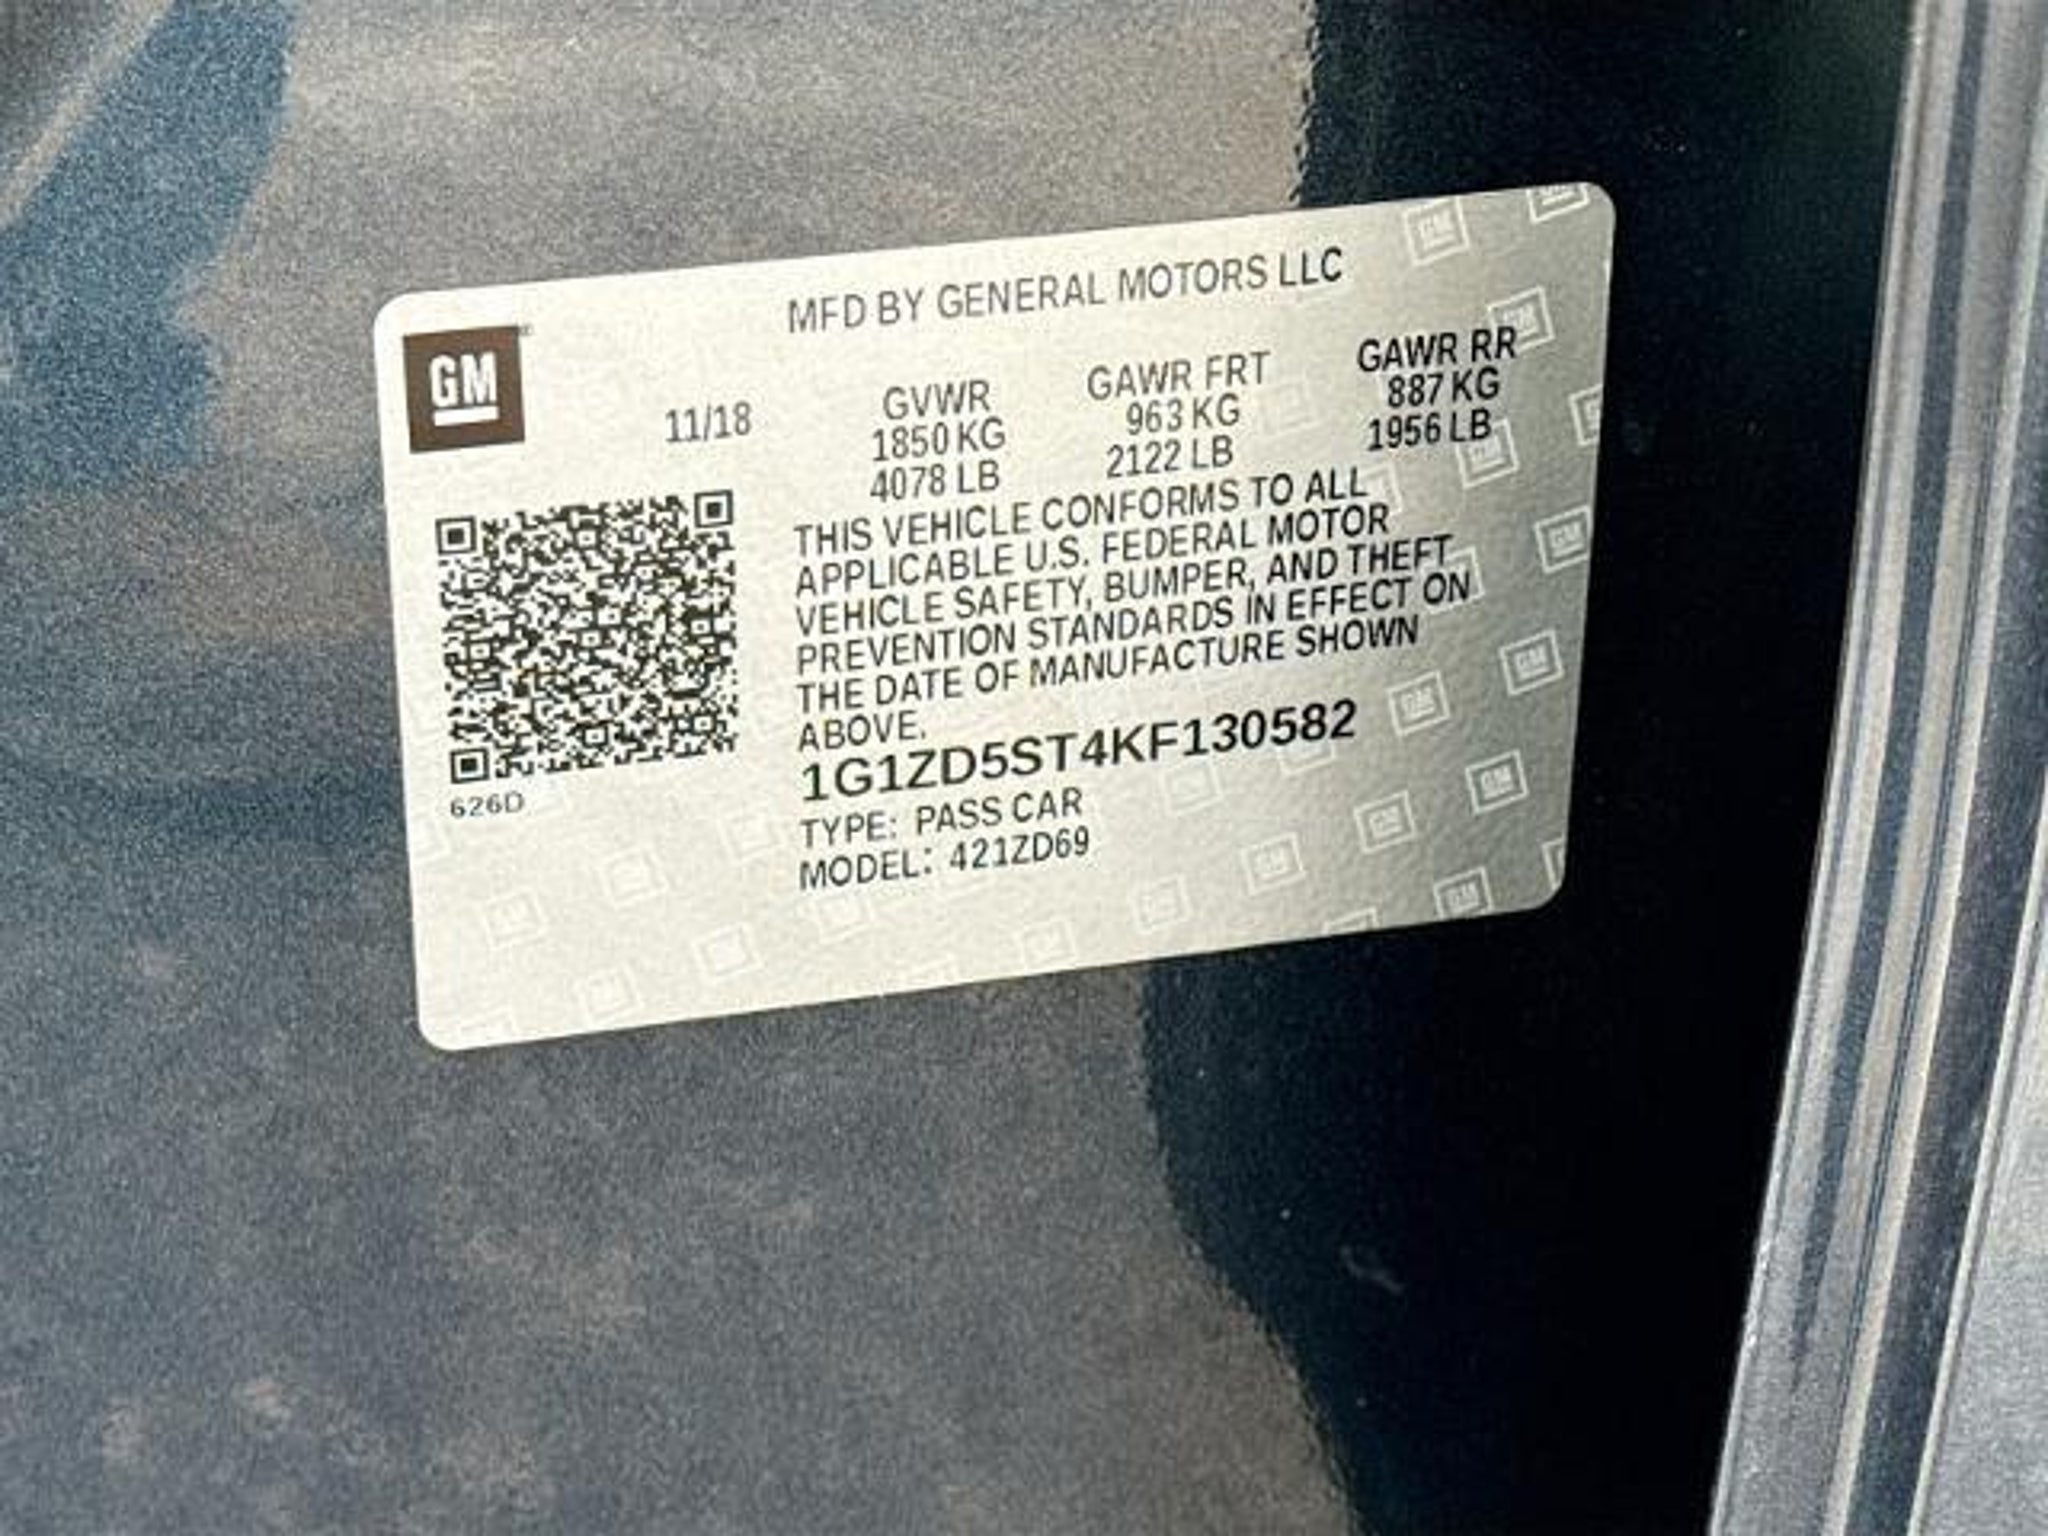 MFD BY GENERAL MOTORS LLC
GM
11/18
GVWR
1850 KG
4078 LB
GAWR FRT
963 KG
2122 LB
GAWR RR
887 KG
1956 LB
THIS VEHICLE CONFORMS TO ALL
APPLICABLE U.S. FEDERAL MOTOR
VEHICLE SAFETY, BUMPER, AND THEFT
PREVENTION STANDARDS IN EFFECT ON
THE DATE OF MANUFACTURE SHOWN
ABOVE.
1G1ZD5ST4KF130582
TYPE: PASS CAR
MODEL: 421ZD69
626D